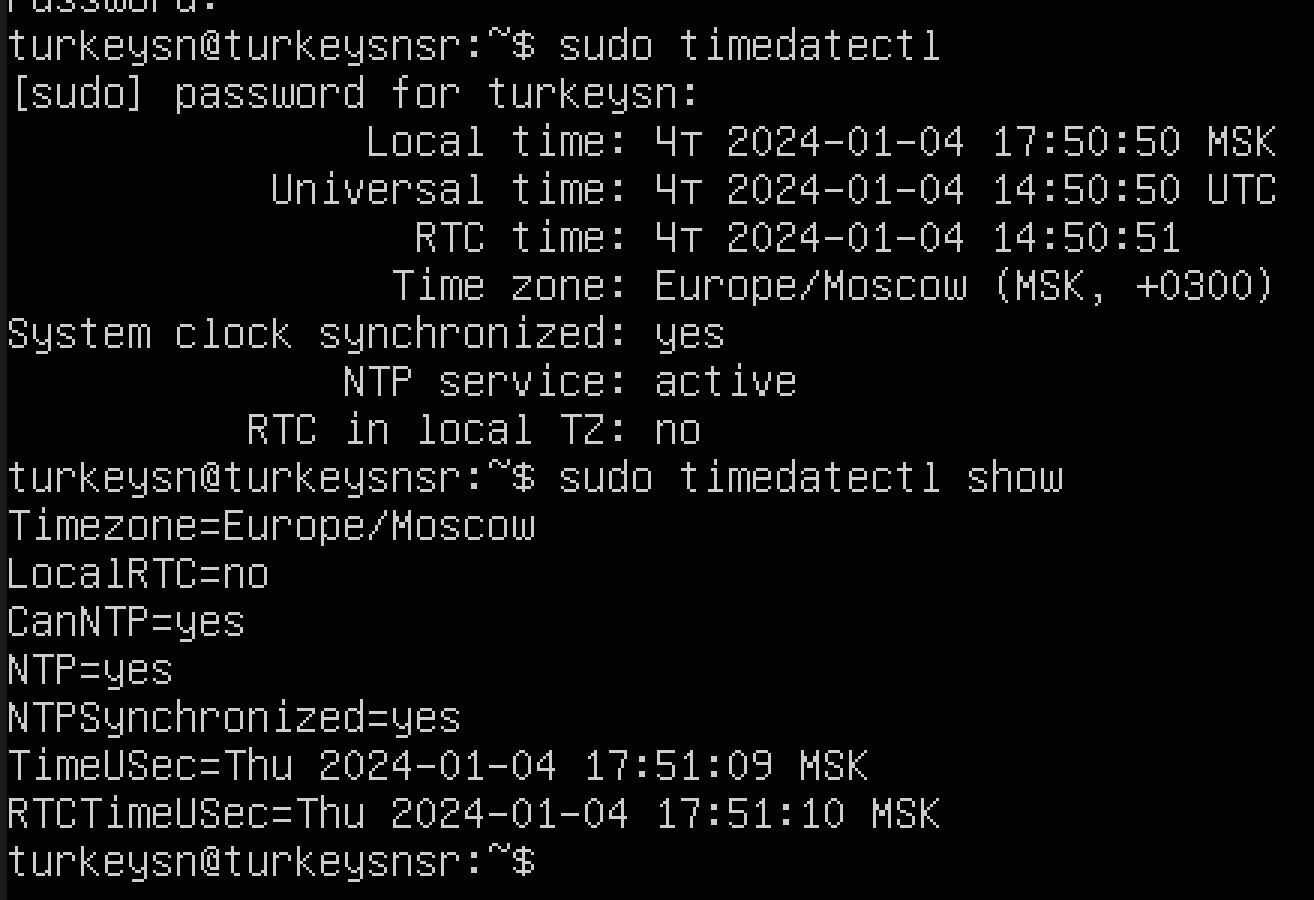 Password:
turkeysn@turkeysnsr:~$ sudo timedatectl
[sudo] password for turkeysn:
Local time: Чт 2024-01-04 17:50:50 MSK
Universal time: Чт 2024-01-04 14:50:50 UTC
RTC time: Чт 2024-01-04 14:50:51
Time zone: Europe/Moscow (MSK, +0300)
System clock synchronized: yes
NTP service: active
RTC in local TZ: no
turkeysn@turkeysnsr:~$ sudo timedatectl show
Timezone=Europe/Moscow
LocalRTC=no
CanNTP=yes
NTP=yes
NTPSynchronized=yes
TimeUSec=Thu 2024-01-04 17:51:09 MSK
RTCTimeUSec=Thu 2024-01-04 17:51:10 MSK
turkeysn@turkeysnsr:~$